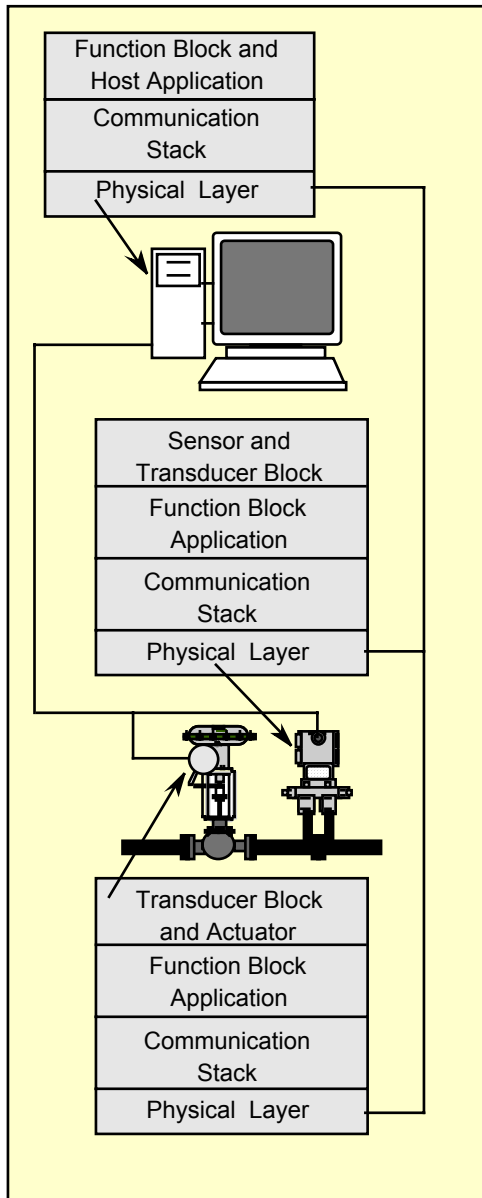 Function Block and
Host Application
Communication
Stack
Physical Layer
Sensor and
Transducer Block
Function Block
Application
Communication
Stack
Physical Layer
Transducer Block
and Actuator
Function Block
Application
Communication
Stack
Physical Layer